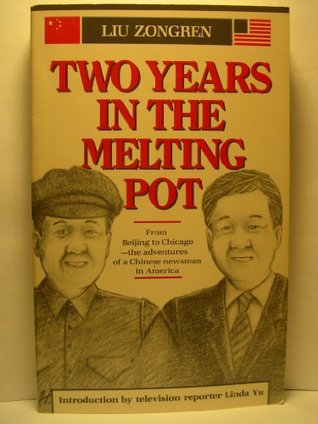 LIU ZONGREN
TWO YEARS
IN THE
MELTING
POT
From
Beijing to Chicago
—the adventures
of a Chinese newsman
in America
Introduction by television reporter Linda Yu